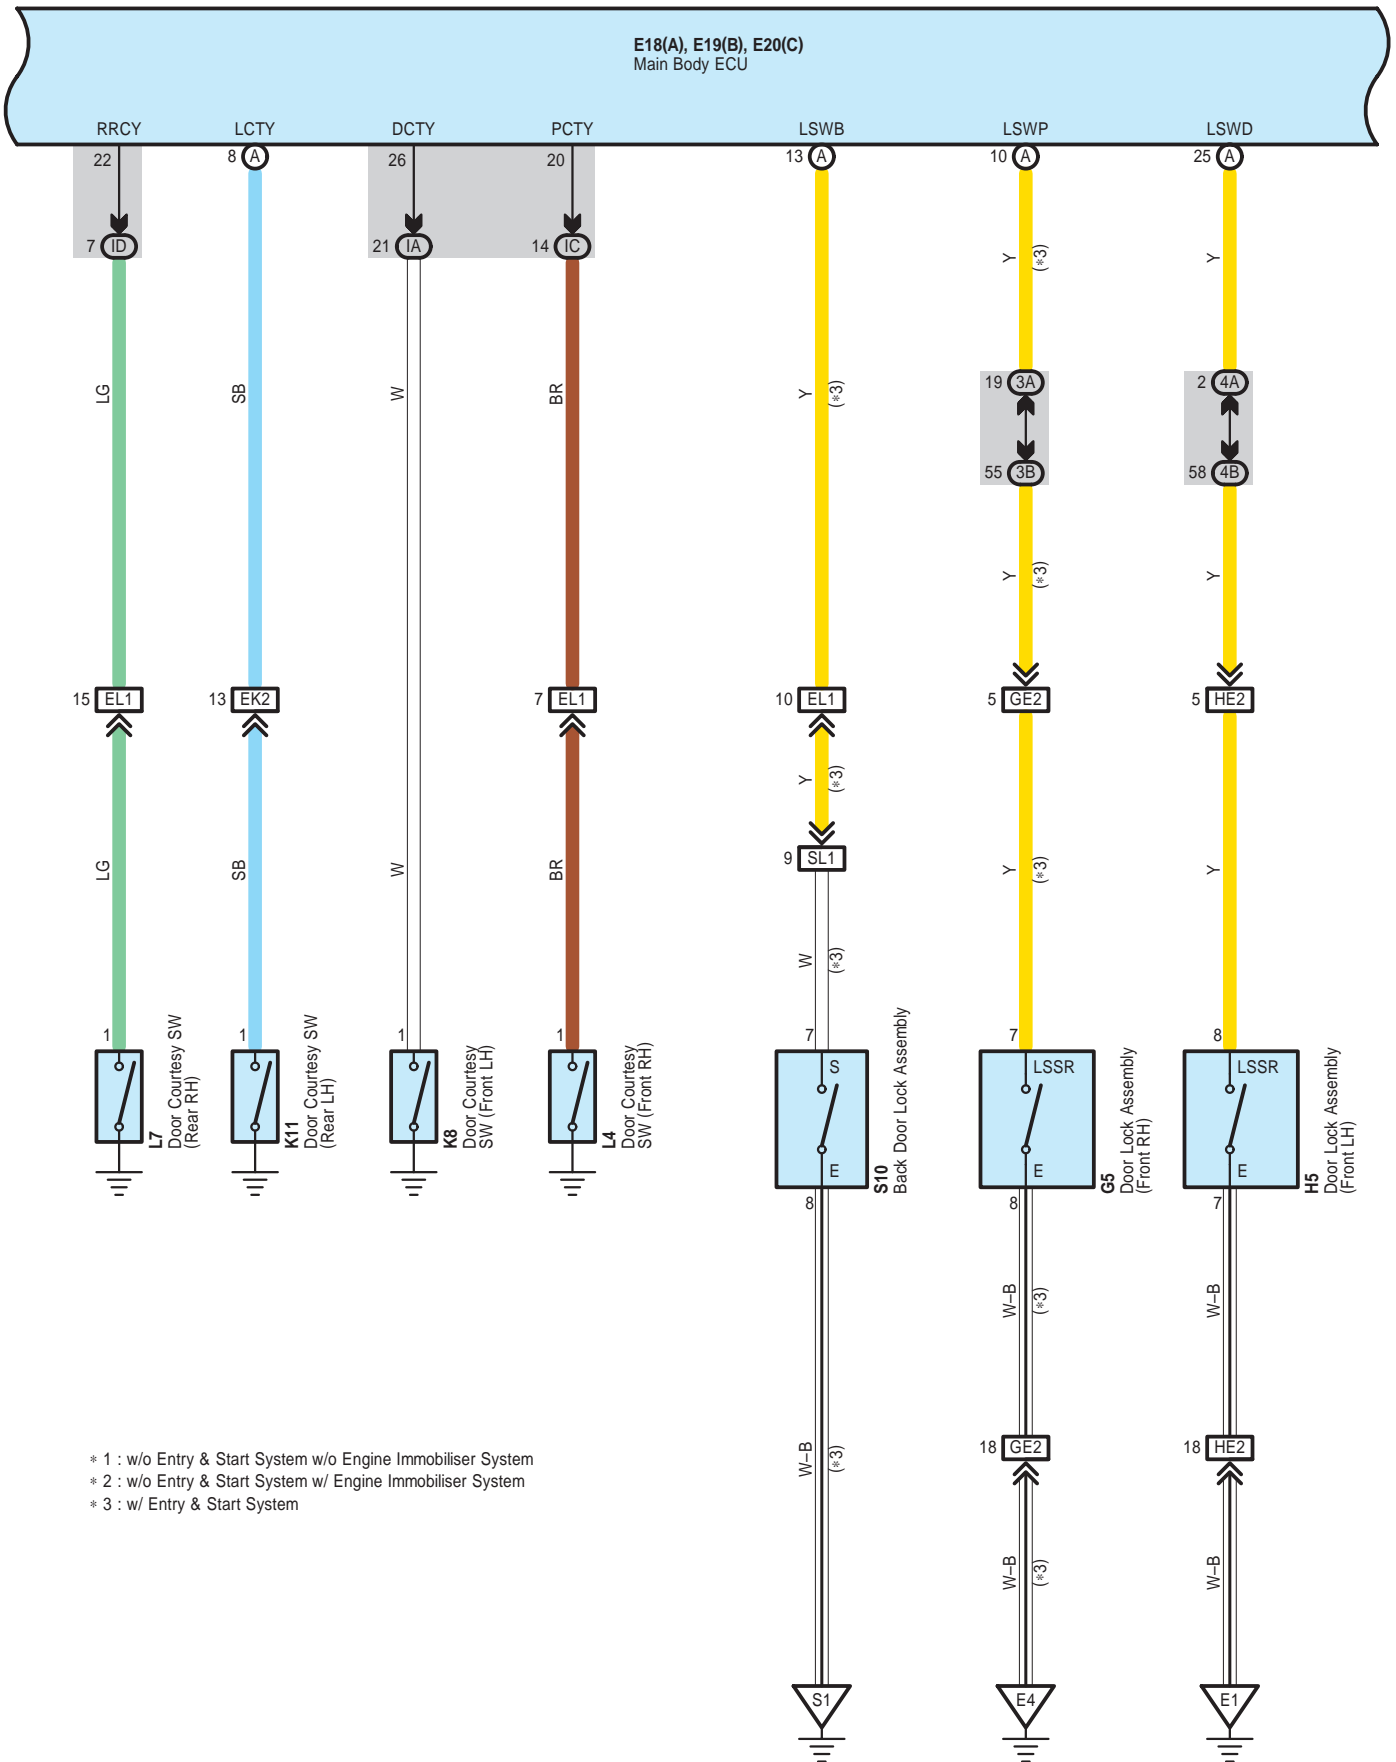 E18(A), E19(B), E20(C)
Main Body ECU
RRCY LCTY DCTY PCTY LSWB LSWP LSWD
22 8 A 26 20 13 A 10 A 25 A
7 ID 21 IA 14 IC
Y (*3) Y
LG SB W BR Y (*3)
19 3A 2 4A
55 3B 58 4B
Y (*3) Y
15 EL1 13 EK2 7 EL1 10 EL1 5 GE2 5 HE2
Y (*3)
9 SL1
LG SB W BR Y (*3) Y
W (*3)
1 1 1 1 7 7 8
S LSSR LSSR
L7
Door Courtesy SW
(Rear RH)
K11
Door Courtesy SW
(Rear LH)
K8
Door Courtesy
SW (Front LH)
L4
Door Courtesy
SW (Front RH)
S10
Back Door Lock Assembly
G5
Door Lock Assembly
(Front RH)
H5
Door Lock Assembly
(Front LH)
E E E
8 8 7
W–B (*3) W–B
W–B (*3)
18 GE2 18 HE2
W–B (*3) W–B
* 1 : w/o Entry & Start System w/o Engine Immobiliser System
* 2 : w/o Entry & Start System w/ Engine Immobiliser System
* 3 : w/ Entry & Start System
S1 E4 E1